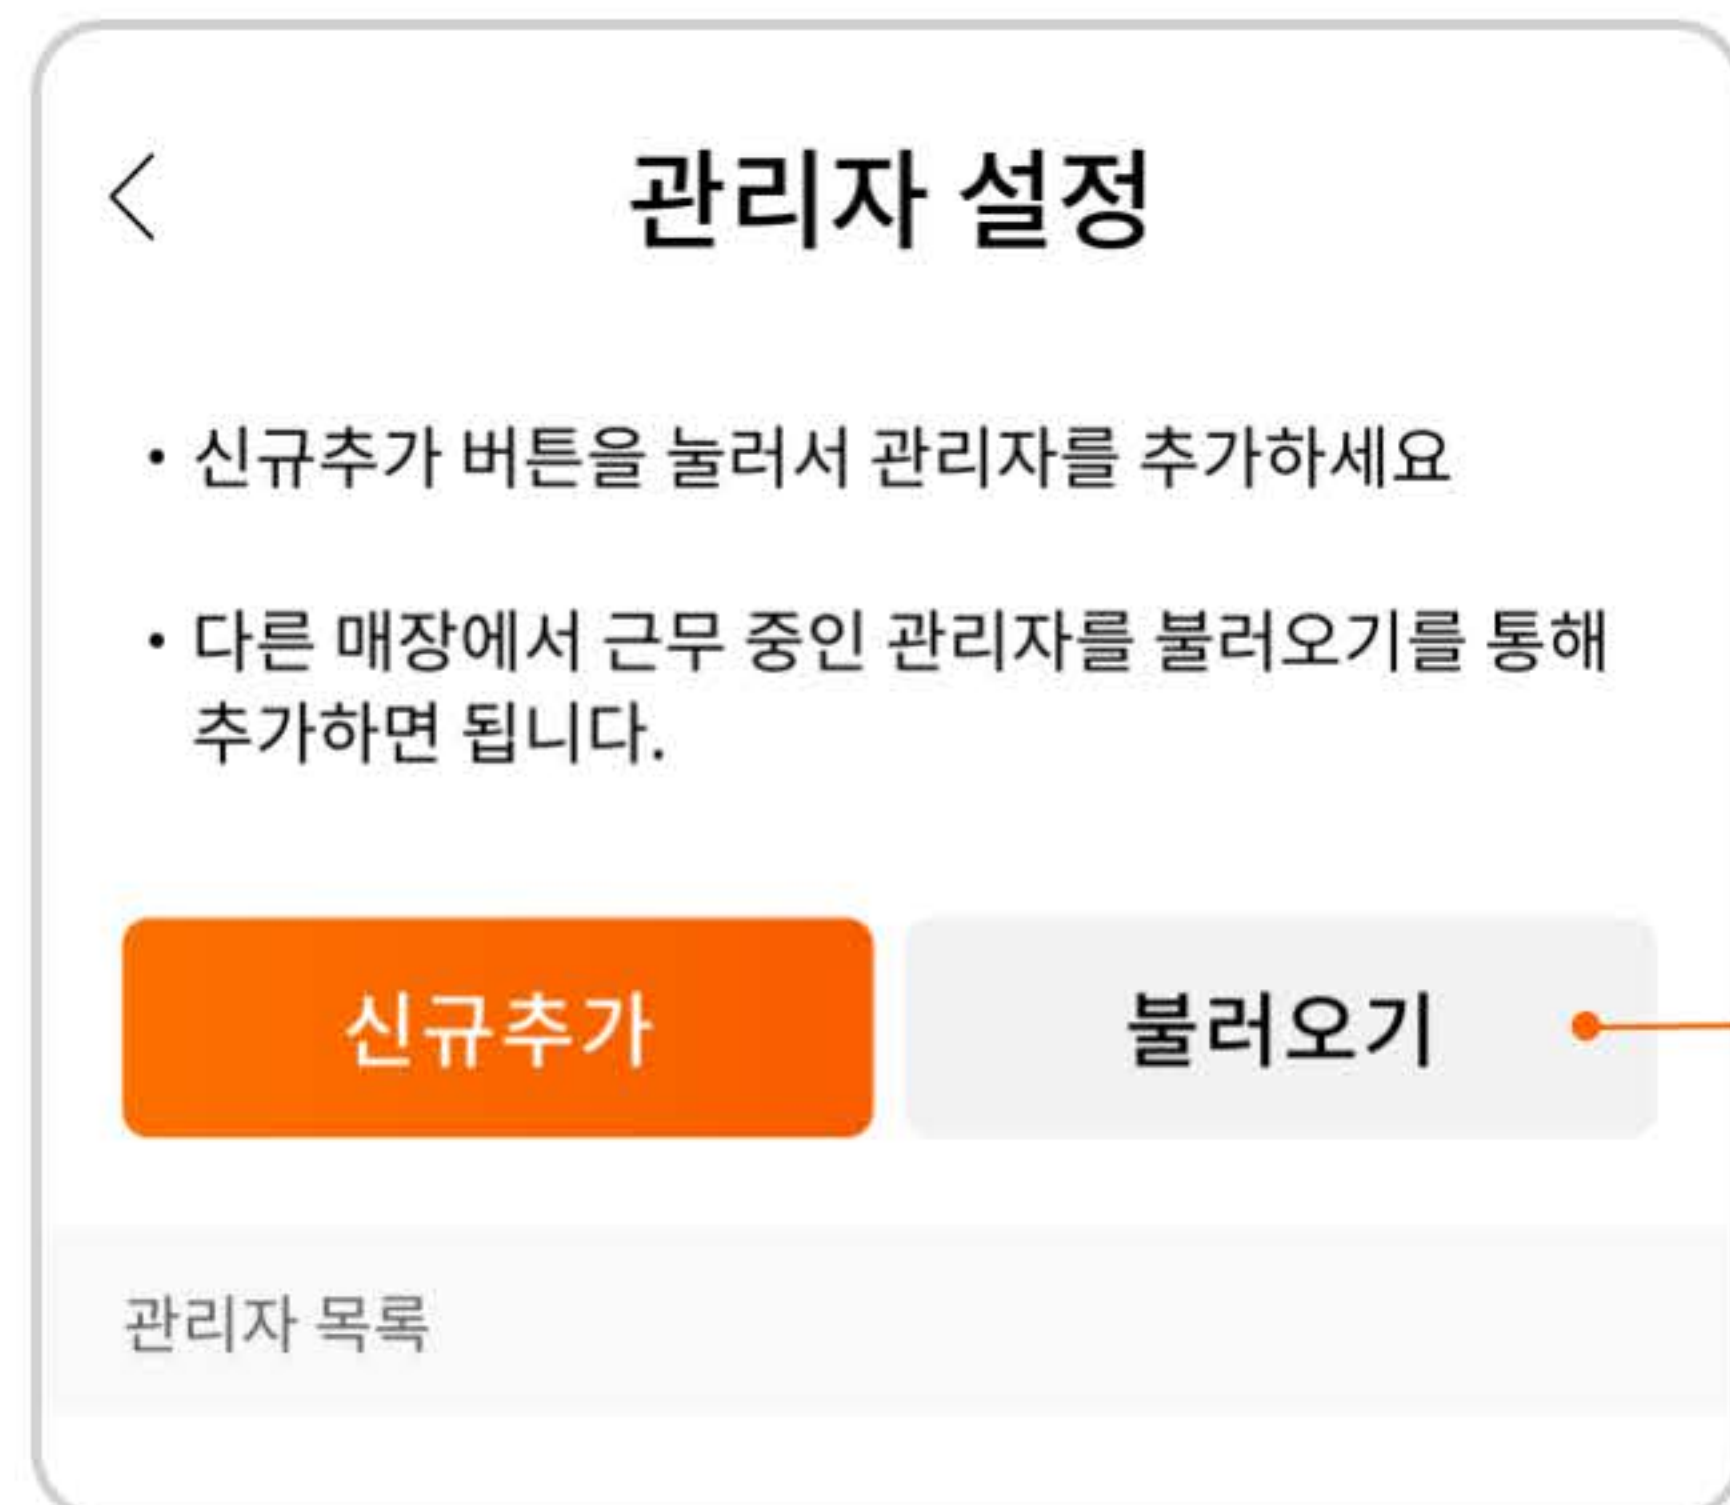 관리자 설정
• 신규추가 버튼을 눌러서 관리자를 추가하세요
• 다른 매장에서 근무 중인 관리자를 불러오기를 통해
추가하면 됩니다.
신규추가
불러오기
관리자 목록